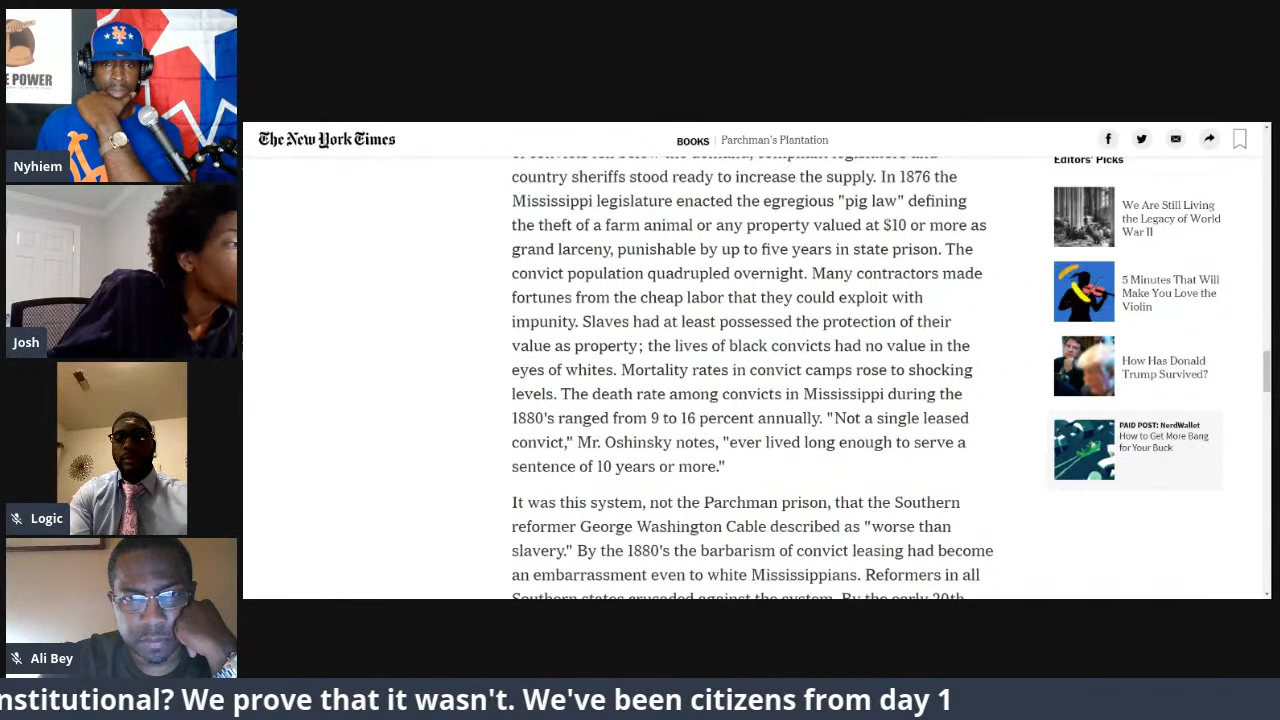 E POWER
Nyhiem
Josh
Logic
Ali Bey
The New York Times
BOOKS | Parchman's Plantation
country sheriffs stood ready to increase the supply. In 1876 the
Mississippi legislature enacted the egregious "pig law" defining
the theft of a farm animal or any property valued at $10 or more as
grand larceny, punishable by up to five years in state prison. The
convict population quadrupled overnight. Many contractors made
fortunes from the cheap labor that they could exploit with
impunity. Slaves had at least possessed the protection of their
value as property; the lives of black convicts had no value in the
eyes of whites. Mortality rates in convict camps rose to shocking
levels. The death rate among convicts in Mississippi during the
1880's ranged from 9 to 16 percent annually. "Not a single leased
convict," Mr. Oshinsky notes, "ever lived long enough to serve a
sentence of 10 years or more."
It was this system, not the Parchman prison, that the Southern
reformer George Washington Cable described as "worse than
slavery." By the 1880's the barbarism of convict leasing had become
an embarrassment even to white Mississippians. Reformers in all
Southern states crusaded against the system. By the early 20th
Editors' Picks
We Are Still Living
the Legacy of World
War II
5 Minutes That Will
Make You Love the
Violin
How Has Donald
Trump Survived?
PAID POST: NerdWallet
How to Get More Bang
for Your Buck
nstitutional? We prove that it wasn't. We've been citizens from day 1